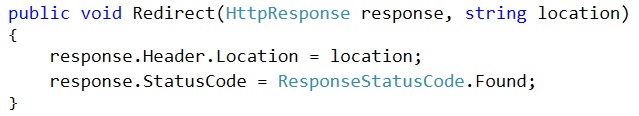 public void Redirect(HttpResponse response, string location)
{
    response.Header.Location = location;
    response.StatusCode = ResponseStatusCode.Found;
}